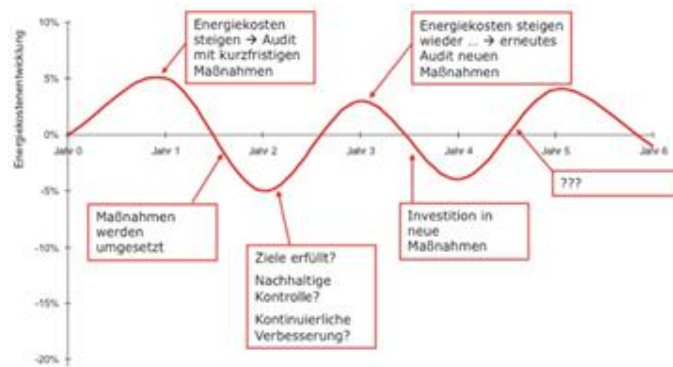 Energiekosten
steigen → Audit
mit kurzfristigen
Maßnahmen
Energiekosten steigen
wieder ... → erneutes
Audit neuen
Maßnahmen
Energiekostenentwicklung
10%
5%
0%
-5%
-10%
-15%
-20%
Jahr 0
Jahr 1
Jahr 2
Jahr 3
Jahr 4
Jahr 5
Jahr 6
Maßnahmen
werden
umgesetzt
Ziele erfüllt?
Nachhaltige
Kontrolle?
Kontinuierliche
Verbesserung?
Investition in
neue
Maßnahmen
???